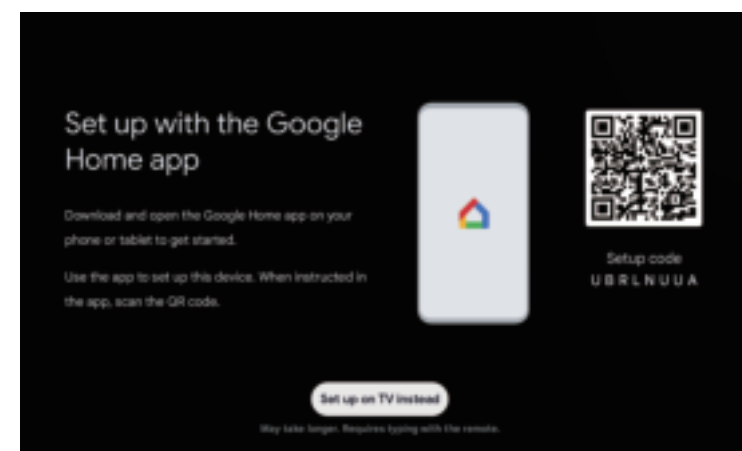 Set up with the Google
Home app
Download and open the Google Home app on your
phone or tablet to get started.
Use the app to set up this device. When instructed in
the app, scan the QR code.
Setup code
UBRLNUUA
Set up on TV instead
May take longer. Requires typing with the remote.